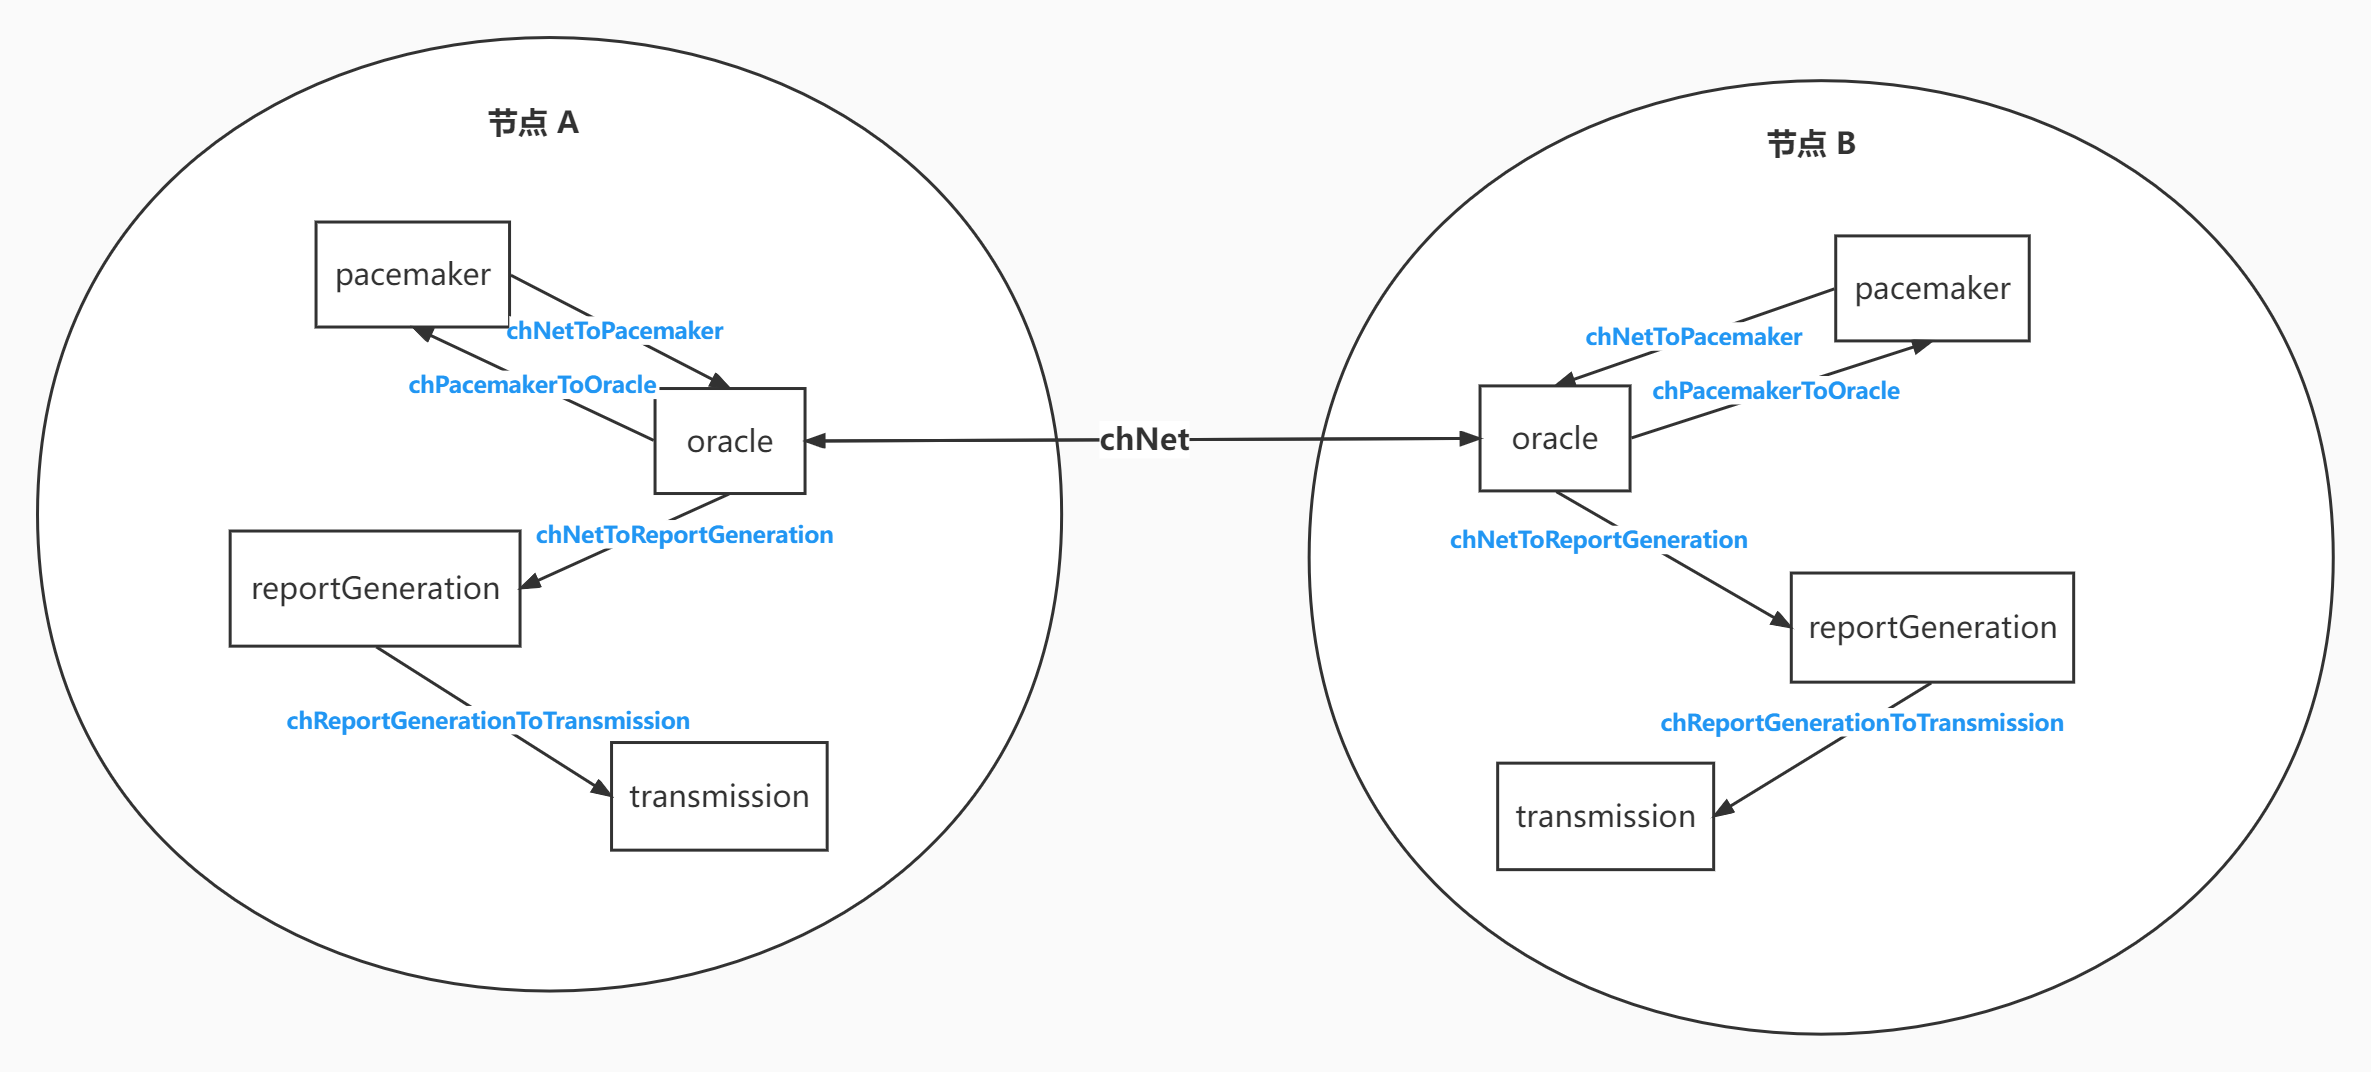 节点 A
pacemaker
chNetToPacemaker
chPacemakerToOracle
oracle
chNetToReportGeneration
reportGeneration
chReportGenerationToTransmission
transmission
chNet
节点 B
pacemaker
chNetToPacemaker
chPacemakerToOracle
oracle
chNetToReportGeneration
reportGeneration
chReportGenerationToTransmission
transmission